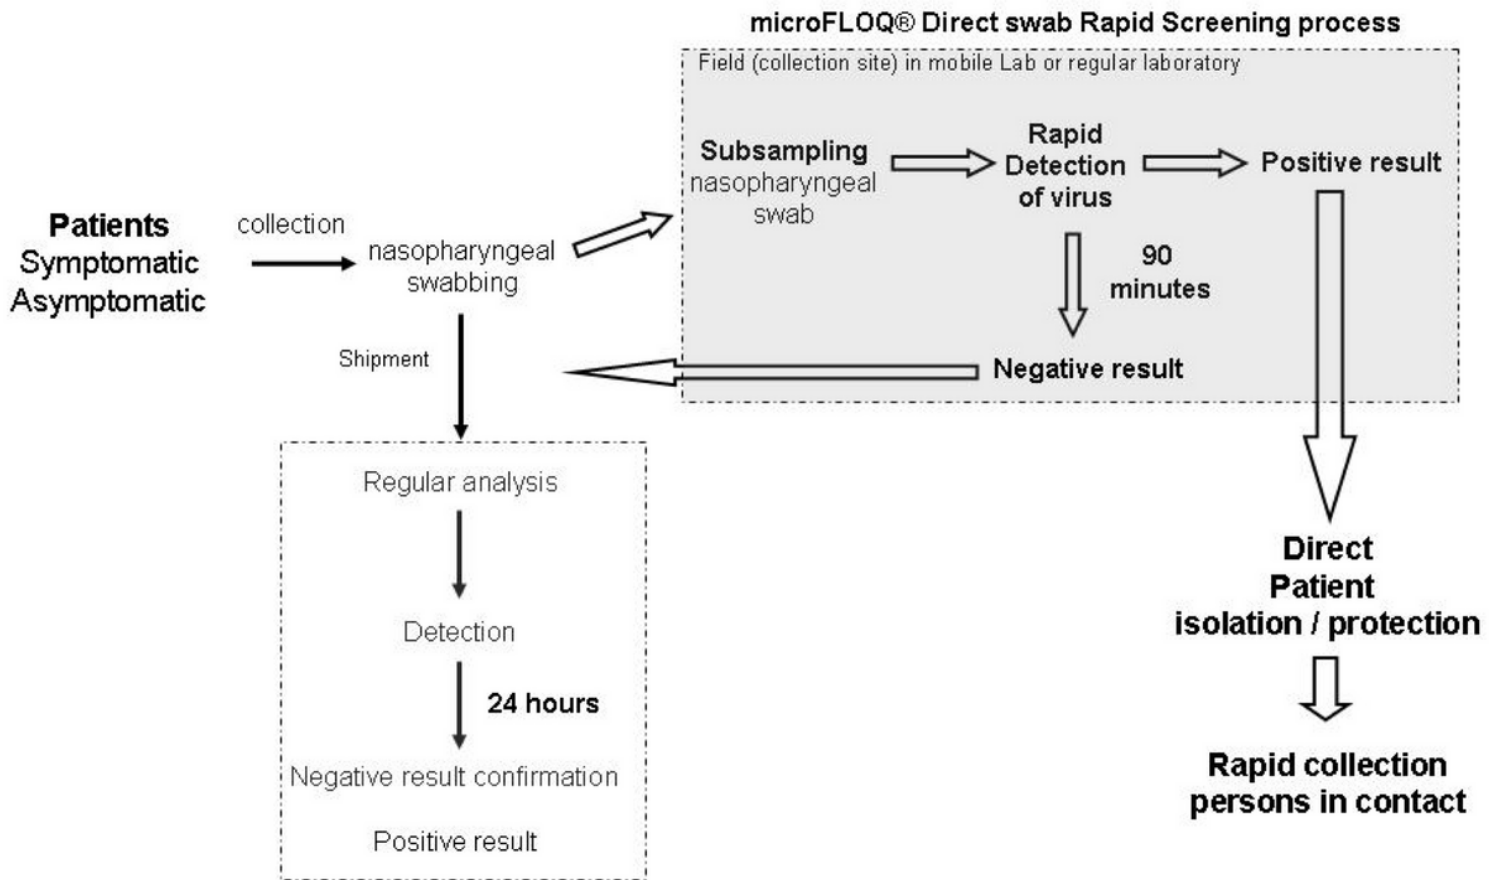 microFLOQ® Direct swab Rapid Screening process
Field (collection site) in mobile Lab or regular laboratory
Subsampling
nasopharyngeal
swab
Rapid
Detection
of virus
Positive result
90
minutes
Negative result
Patients
Symptomatic
Asymptomatic
collection
nasopharyngeal
swabbing
Shipment
Regular analysis
Detection
24 hours
Negative result confirmation
Positive result
Direct
Patient
isolation / protection
Rapid collection
persons in contact